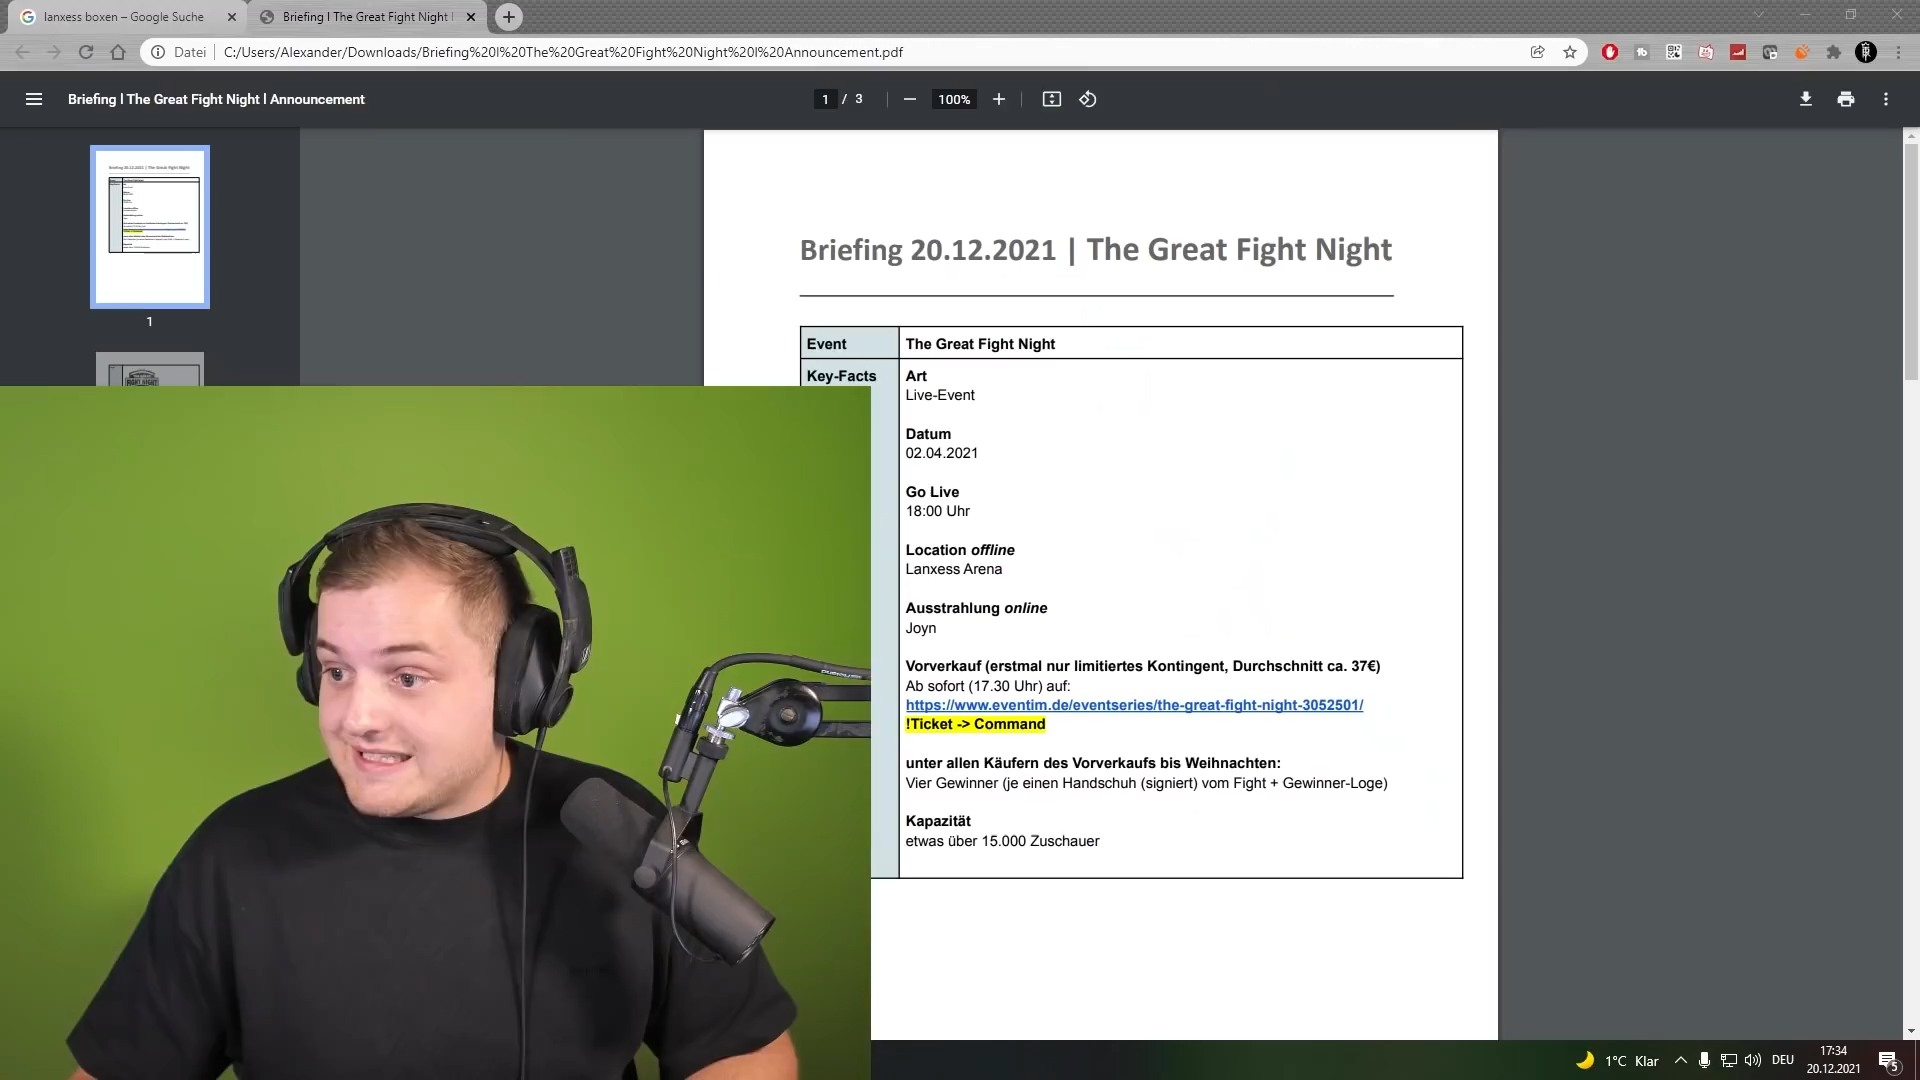 lanxess boxen – Google Suche
Briefing l The Great Fight Night l
Datei
C:/Users/Alexander/Downloads/Briefing%20l%20The%20Great%20Fight%20Night%20l%20Announcement.pdf
Briefing l The Great Fight Night l Announcement
1 / 3
100%
Briefing 20.12.2021 | The Great Fight Night
1
Event The Great Fight Night
Key-Facts Art
Live-Event
Datum
02.04.2021
Go Live
18:00 Uhr
Location offline
Lanxess Arena
Ausstrahlung online
Joyn
Vorverkauf (erstmal nur limitiertes Kontingent, Durchschnitt ca. 37€)
Ab sofort (17.30 Uhr) auf:
https://www.eventim.de/eventseries/the-great-fight-night-3052501/
!Ticket -> Command
unter allen Käufern des Vorverkaufs bis Weihnachten:
Vier Gewinner (je einen Handschuh (signiert) vom Fight + Gewinner-Loge)
Kapazität
etwas über 15.000 Zuschauer
1°C Klar
DEU
17:34
20.12.2021
5